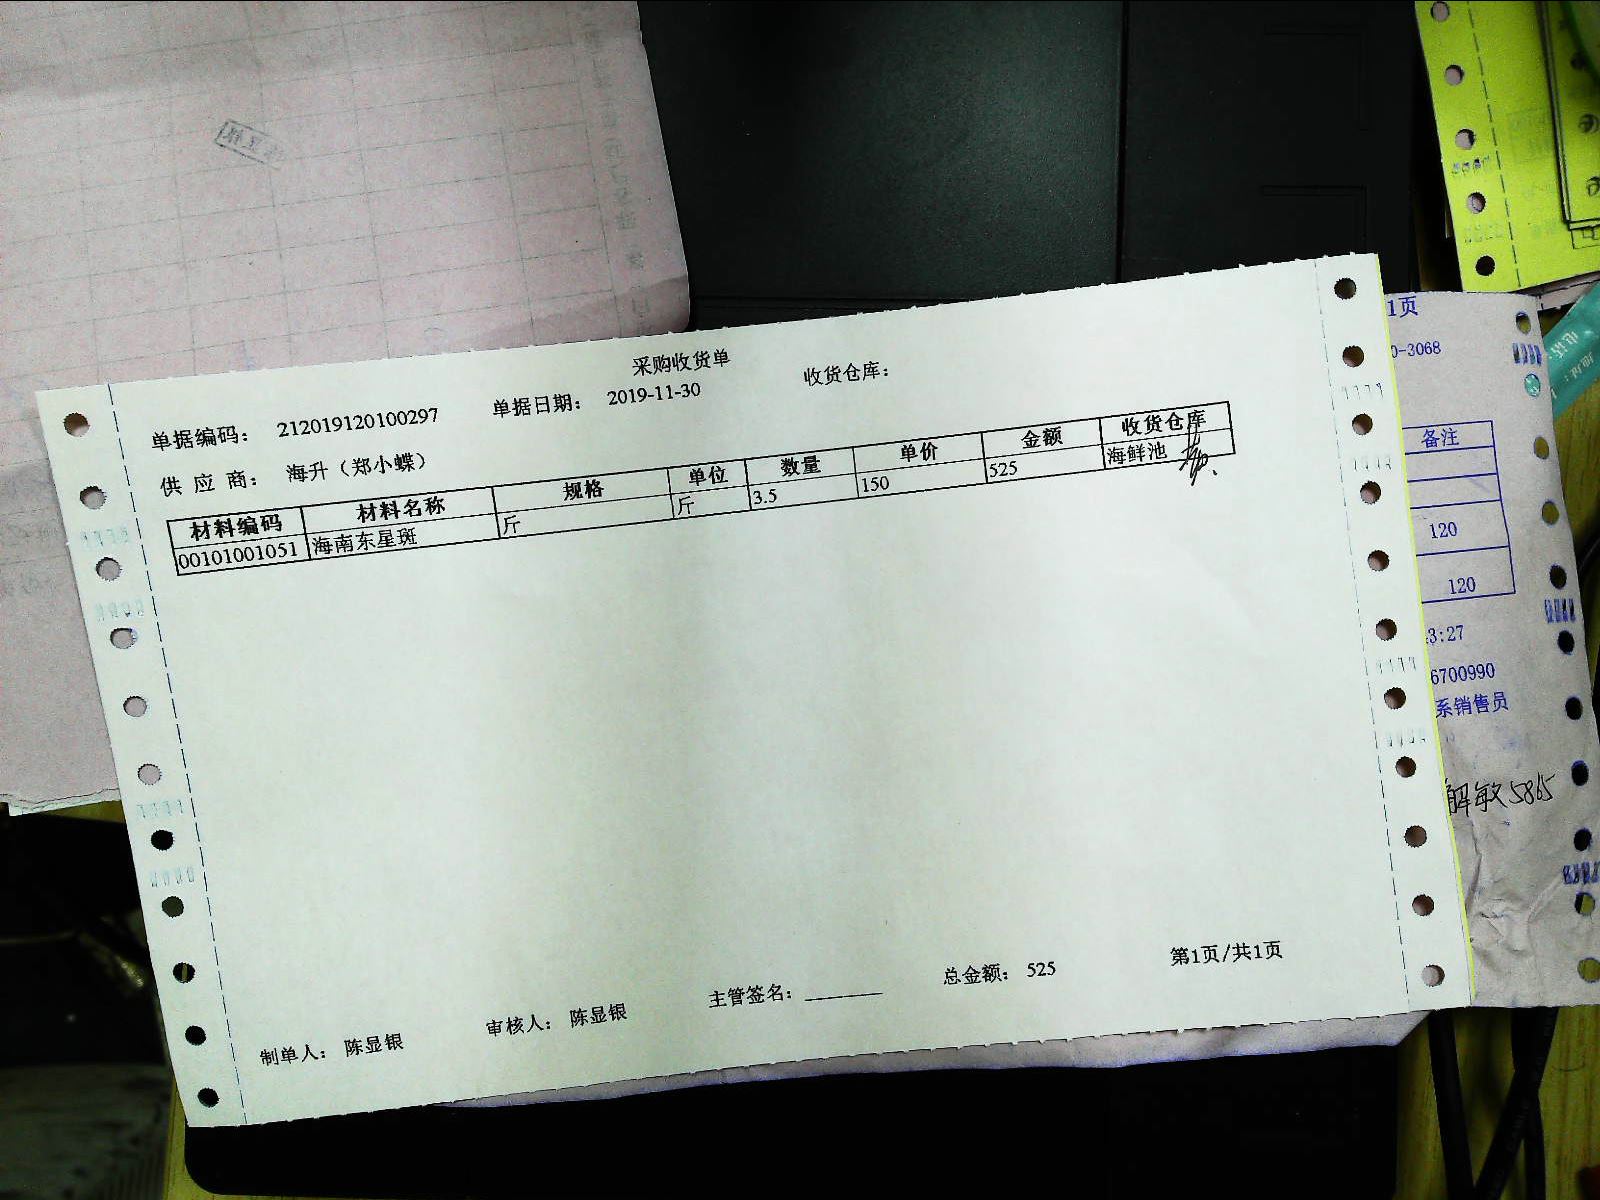 采购收货单
单据编码： 212019120100297 单据日期： 2019-11-30 收货仓库：
供 应 商： 海升（郑小蝶）
材料编码 材料名称 规格 单位 数量 单价 金额 收货仓库
00101001051 海南东星斑 斤 斤 3.5 150 525 海鲜池
制单人： 陈显银 审核人： 陈显银 主管签名：________ 总金额： 525 第1页/共1页
1页
0-3068
备注
120
120
3:27
6700990
系销售员
解敏5865